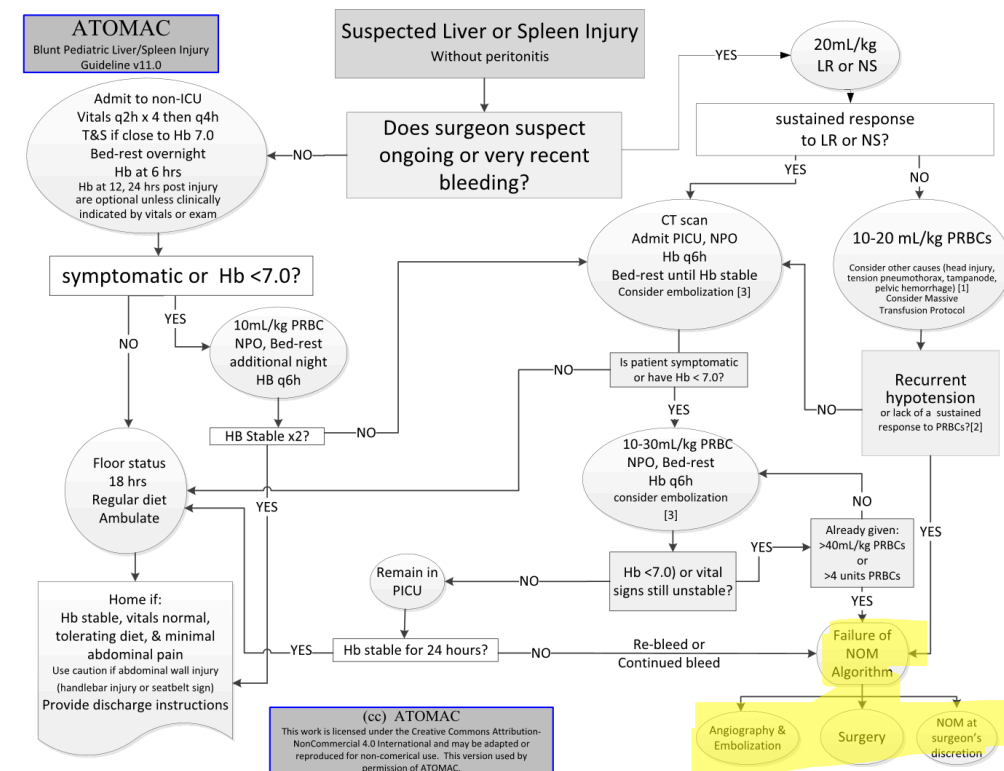 ATOMAC
Blunt Pediatric Liver/Spleen Injury
Guideline v11.0
Suspected Liver or Spleen Injury
Without peritonitis
YES
20mL/kg
LR or NS
Admit to non-ICU
Vitals q2h x 4 then q4h
T&S if close to Hb 7.0
Bed-rest overnight
Hb at 6 hrs
Hb at 12, 24 hrs post injury
are optional unless clinically
indicated by vitals or exam
NO
Does surgeon suspect
ongoing or very recent
bleeding?
sustained response
to LR or NS?
YES
NO
CT scan
Admit PICU, NPO
Hb q6h
Bed-rest until Hb stable
Consider embolization [3]
10-20 mL/kg PRBCs
Consider other causes (head injury,
tension pneumothorax, tampanode,
pelvic hemorrhage) [1]
Consider Massive
Transfusion Protocol
symptomatic or Hb <7.0?
NO
YES
10mL/kg PRBC
NPO, Bed-rest
additional night
HB q6h
NO
Is patient symptomatic
or have Hb < 7.0?
YES
NO
Recurrent
hypotension
or lack of a sustained
response to PRBCs?[2]
YES
HB Stable x2?
NO
YES
Floor status
18 hrs
Regular diet
Ambulate
10-30mL/kg PRBC
NPO, Bed-rest
Hb q6h
consider embolization
[3]
NO
Already given:
>40mL/kg PRBCs
or
>4 units PRBCs
YES
Hb <7.0) or vital
signs still unstable?
YES
NO
Remain in
PICU
Home if:
Hb stable, vitals normal,
tolerating diet, & minimal
abdominal pain
Use caution if abdominal wall injury
(handlebar injury or seatbelt sign)
Provide discharge instructions
YES
Hb stable for 24 hours?
NO
Re-bleed or
Continued bleed
Failure of
NOM
Algorithm
Angiography &
Embolization
Surgery
NOM at
surgeon's
discretion
(cc) ATOMAC
This work is licensed under the Creative Commons Attribution-
NonCommercial 4.0 International and may be adapted or
reproduced for non-comerical use. This version used by
permission of ATOMAC.